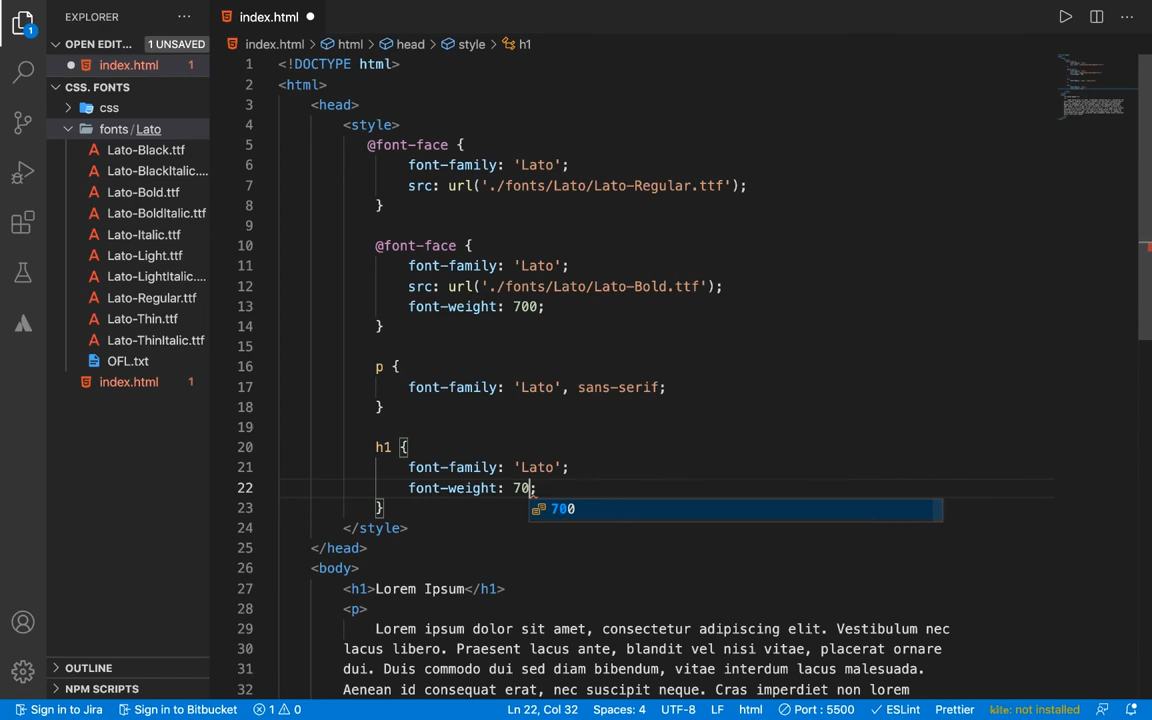 EXPLORER
index.html
1
OPEN EDIT... 1 UNSAVED
index.html 1
CSS. FONTS
css
fonts / Lato
Lato-Black.ttf
Lato-BlackItalic....
Lato-Bold.ttf
Lato-BoldItalic.ttf
Lato-Italic.ttf
Lato-Light.ttf
Lato-LightItalic....
Lato-Regular.ttf
Lato-Thin.ttf
Lato-ThinItalic.ttf
OFL.txt
index.html 1
OUTLINE
NPM SCRIPTS
index.html > html > head > style > h1
1 <!DOCTYPE html>
2 <html>
3 <head>
4 <style>
5 @font-face {
6 font-family: 'Lato';
7 src: url('./fonts/Lato/Lato-Regular.ttf');
8 }
9
10 @font-face {
11 font-family: 'Lato';
12 src: url('./fonts/Lato/Lato-Bold.ttf');
13 font-weight: 700;
14 }
15
16 p {
17 font-family: 'Lato', sans-serif;
18 }
19
20 h1 {
21 font-family: 'Lato';
22 font-weight: 70;
700
23 }
24 </style>
25 </head>
26 <body>
27 <h1>Lorem Ipsum</h1>
28 <p>
29 Lorem ipsum dolor sit amet, consectetur adipiscing elit. Vestibulum nec
30 lacus libero. Praesent lacus ante, blandit vel nisi vitae, placerat ornare
31 dui. Duis commodo dui sed diam bibendum, vitae interdum lacus malesuada.
32 Aenean id consequat erat, nec suscipit neque. Cras imperdiet non lorem
Sign in to Jira Sign in to Bitbucket 1 0 Ln 22, Col 32 Spaces: 4 UTF-8 LF html Port : 5500 ESLint Prettier kite: not installed